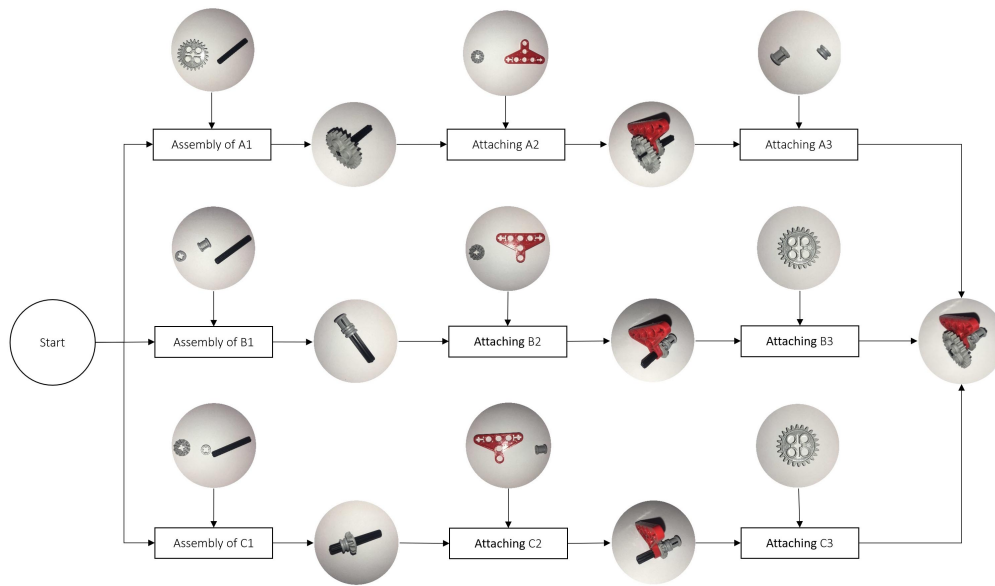 Assembly of A1
Attaching A2
Attaching A3
Start
Assembly of B1
Attaching B2
Attaching B3
Assembly of C1
Attaching C2
Attaching C3